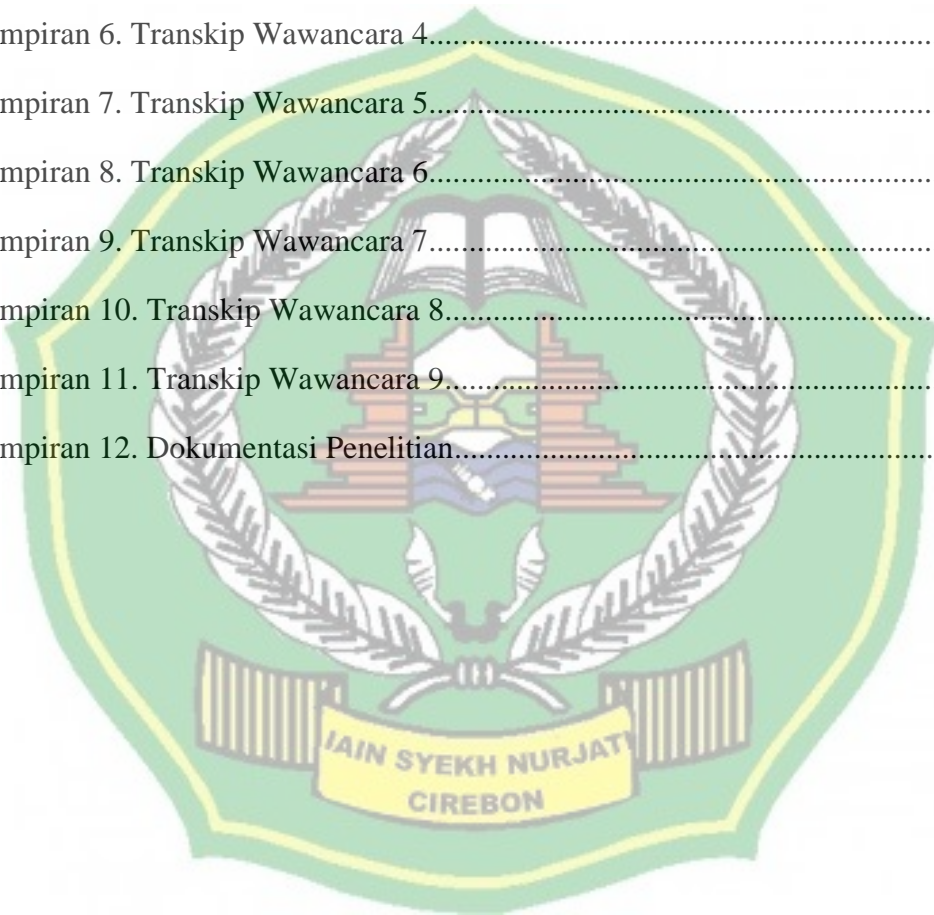 mpiran 6. Transkip Wawancara 4..........................................................................
mpiran 7. Transkip Wawancara 5..........................................................................
mpiran 8. Transkip Wawancara 6..........................................................................
mpiran 9. Transkip Wawancara 7..........................................................................
mpiran 10. Transkip Wawancara 8........................................................................
mpiran 11. Transkip Wawancara 9........................................................................
mpiran 12. Dokumentasi Penelitian.......................................................................
IAIN SYEKH NURJATI
CIREBON